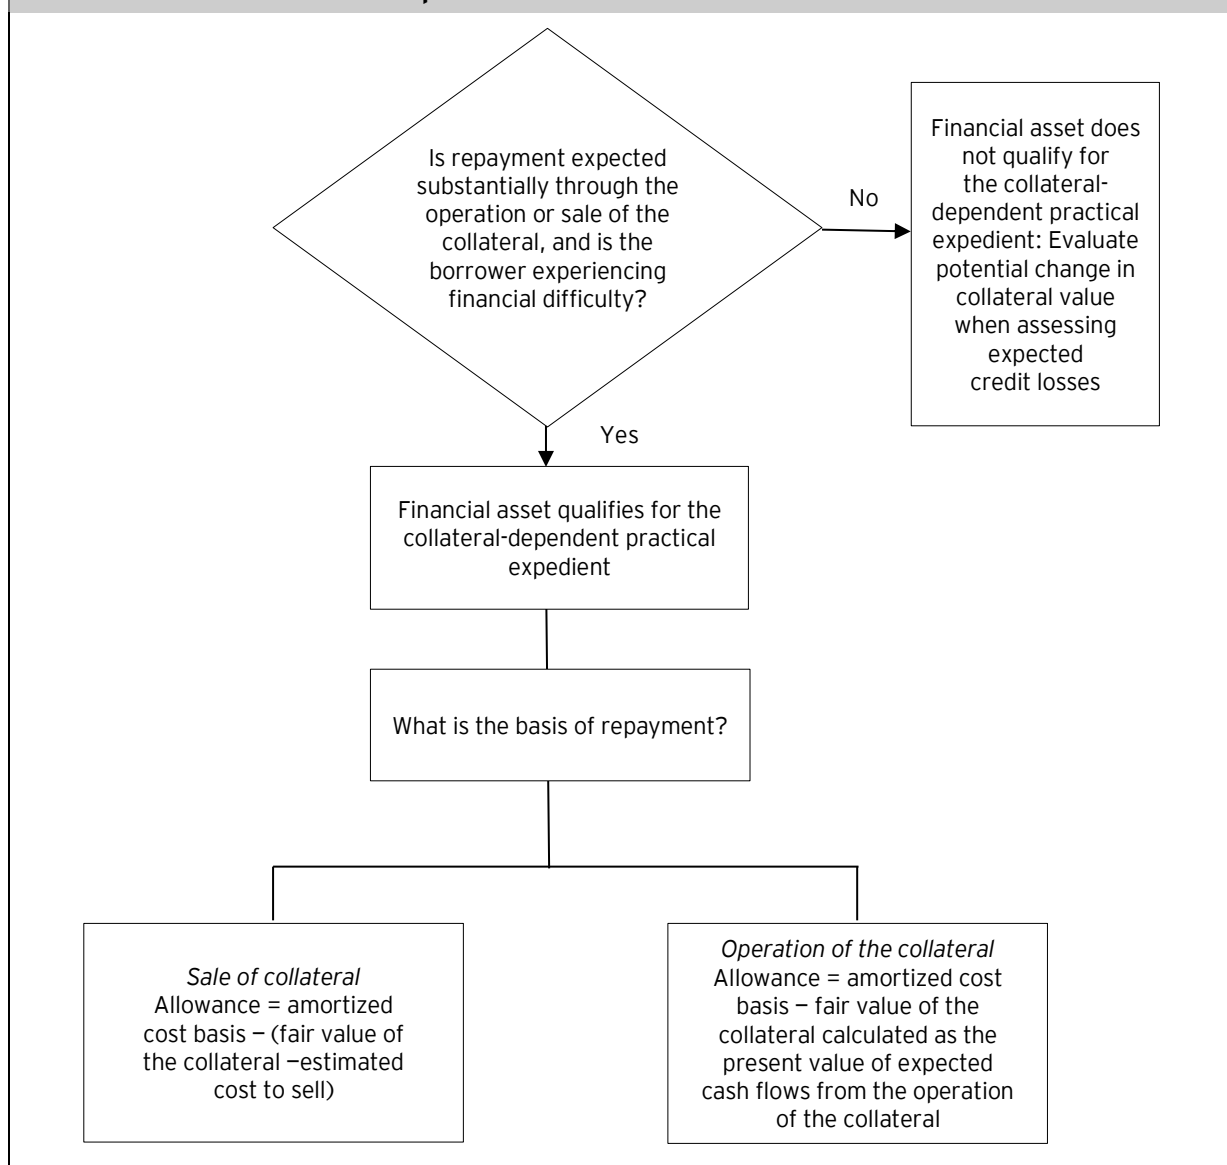 Is repayment expected
substantially through the
operation or sale of the
collateral, and is the
borrower experiencing
financial difficulty?
No
Financial asset does
not qualify for
the collateral-
dependent practical
expedient: Evaluate
potential change in
collateral value
when assessing
expected
credit losses
Yes
Financial asset qualifies for the
collateral-dependent practical
expedient
What is the basis of repayment?
Sale of collateral
Allowance = amortized
cost basis – (fair value of
the collateral –estimated
cost to sell)
Operation of the collateral
Allowance = amortized cost
basis – fair value of the
collateral calculated as the
present value of expected
cash flows from the operation
of the collateral